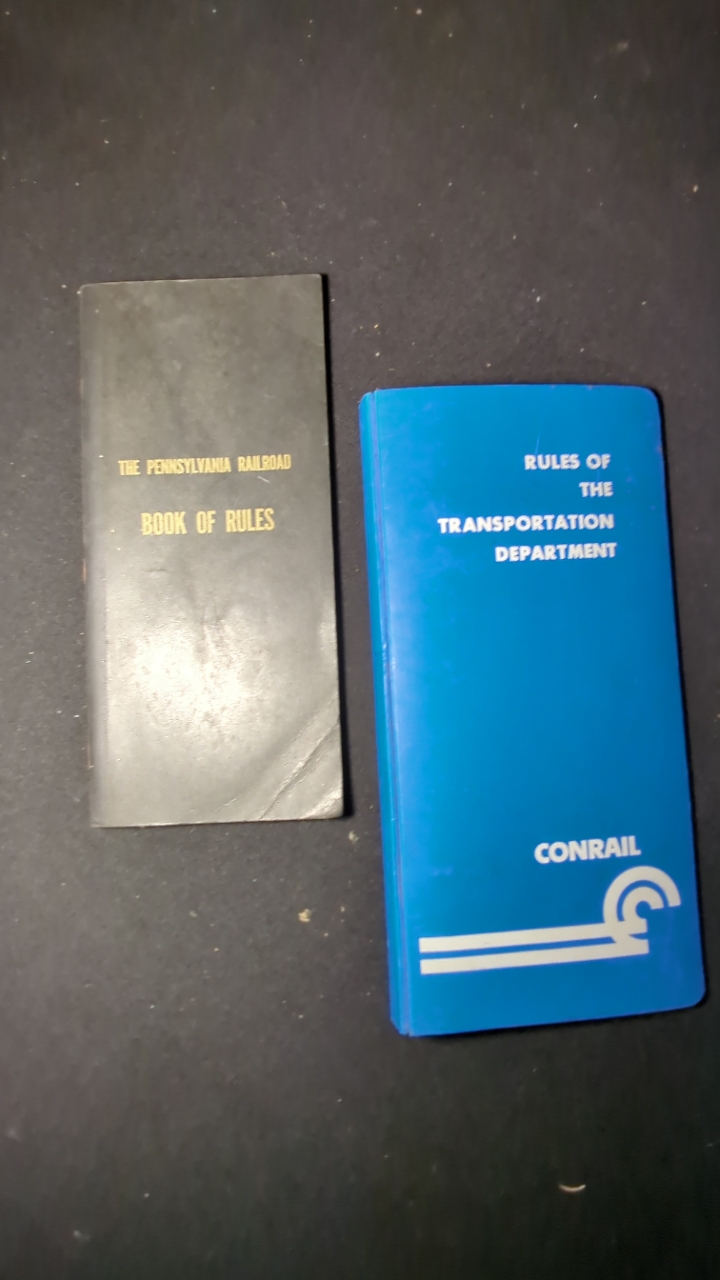 THE PENNSYLVANIA RAILROAD
BOOK OF RULES
RULES OF
THE
TRANSPORTATION
DEPARTMENT
CONRAIL